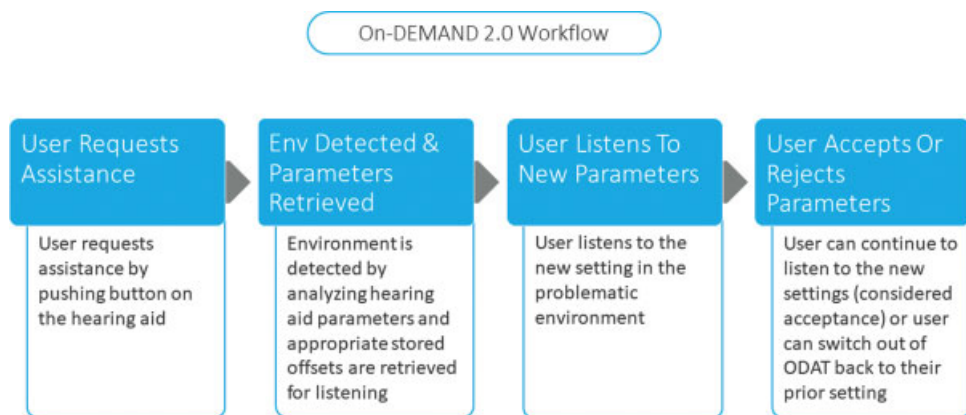 On-DEMAND 2.0 Workflow
User Requests
Assistance
User requests
assistance by
pushing button on
the hearing aid
Env Detected &
Parameters
Retrieved
Environment is
detected by
analyzing hearing
aid parameters and
appropriate stored
offsets are retrieved
for listening
User Listens To
New Parameters
User listens to the
new setting in the
problematic
environment
User Accepts Or
Rejects
Parameters
User can continue to
listen to the new
settings (considered
acceptance) or user
can switch out of
ODAT back to their
prior setting